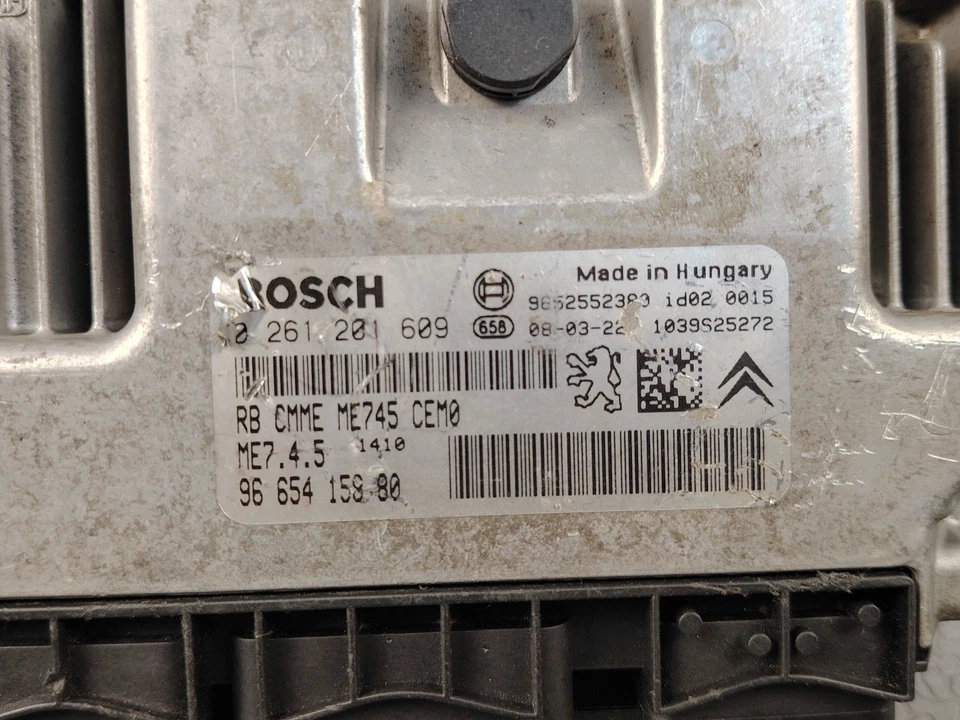 BOSCH
Made in Hungary
9652552380 id02 0015
0 261 201 609
658
08-03-22 1039S25272
RB CMME ME745 CEM0
ME7.4.5 1410
96 654 158 80